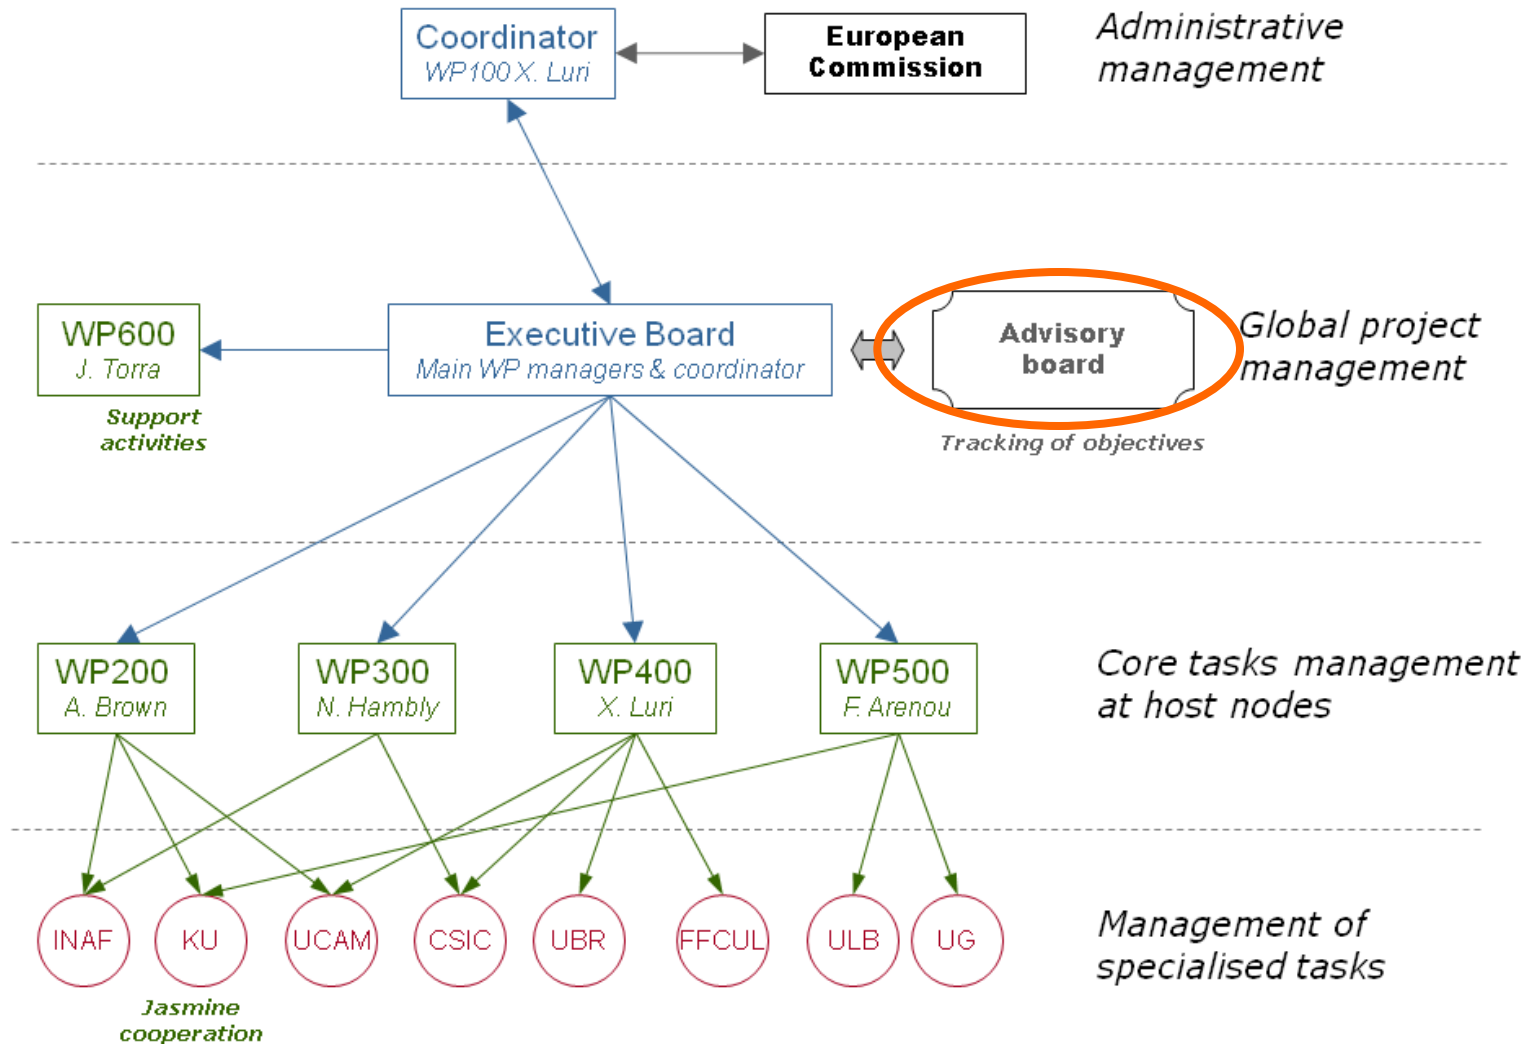 Coordinator
WP100 X. Luri
European
Commission
Administrative
management
WP600
J. Torra
Support
activities
Executive Board
Main WP managers & coordinator
Advisory
board
Tracking of objectives
Global project
management
WP200
A. Brown
WP300
N. Hambly
WP400
X. Luri
WP500
F. Arenou
Core tasks management
at host nodes
INAF
KU
UCAM
CSIC
UBR
FFCUL
ULB
UG
Jasmine
cooperation
Management of
specialised tasks